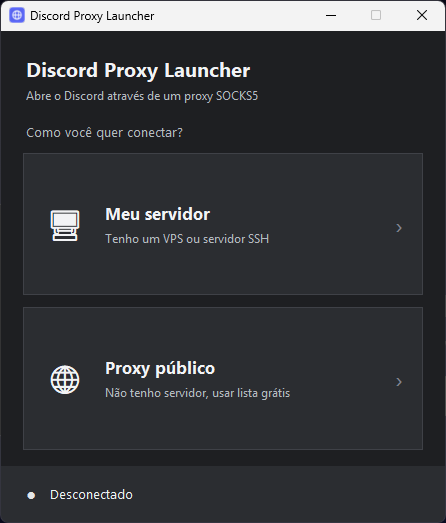 Discord Proxy Launcher
Discord Proxy Launcher
Abre o Discord através de um proxy SOCKS5
Como você quer conectar?
Meu servidor
Tenho um VPS ou servidor SSH
Proxy público
Não tenho servidor, usar lista grátis
Desconectado